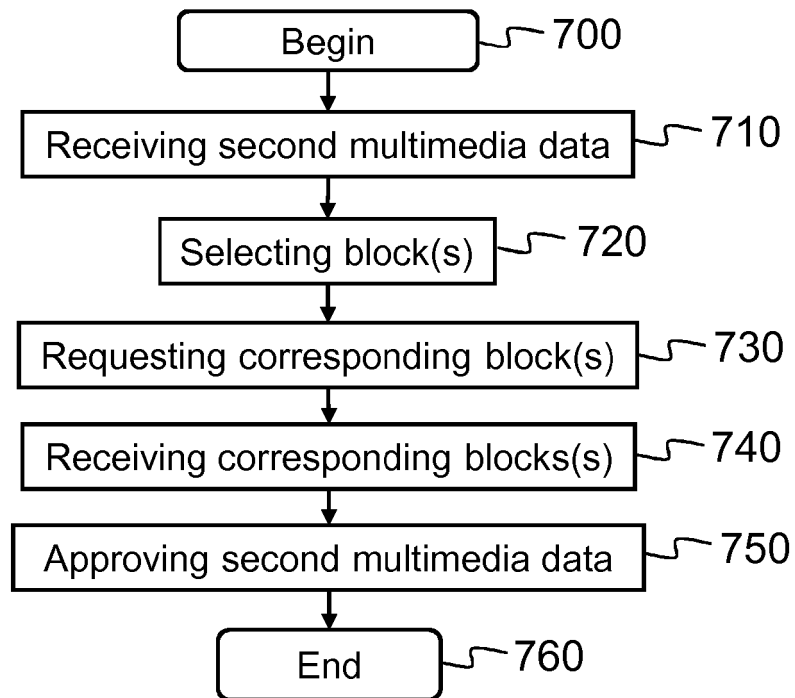 Begin 700
Receiving second multimedia data 710
Selecting block(s) 720
Requesting corresponding block(s) 730
Receiving corresponding blocks(s) 740
Approving second multimedia data 750
End 760